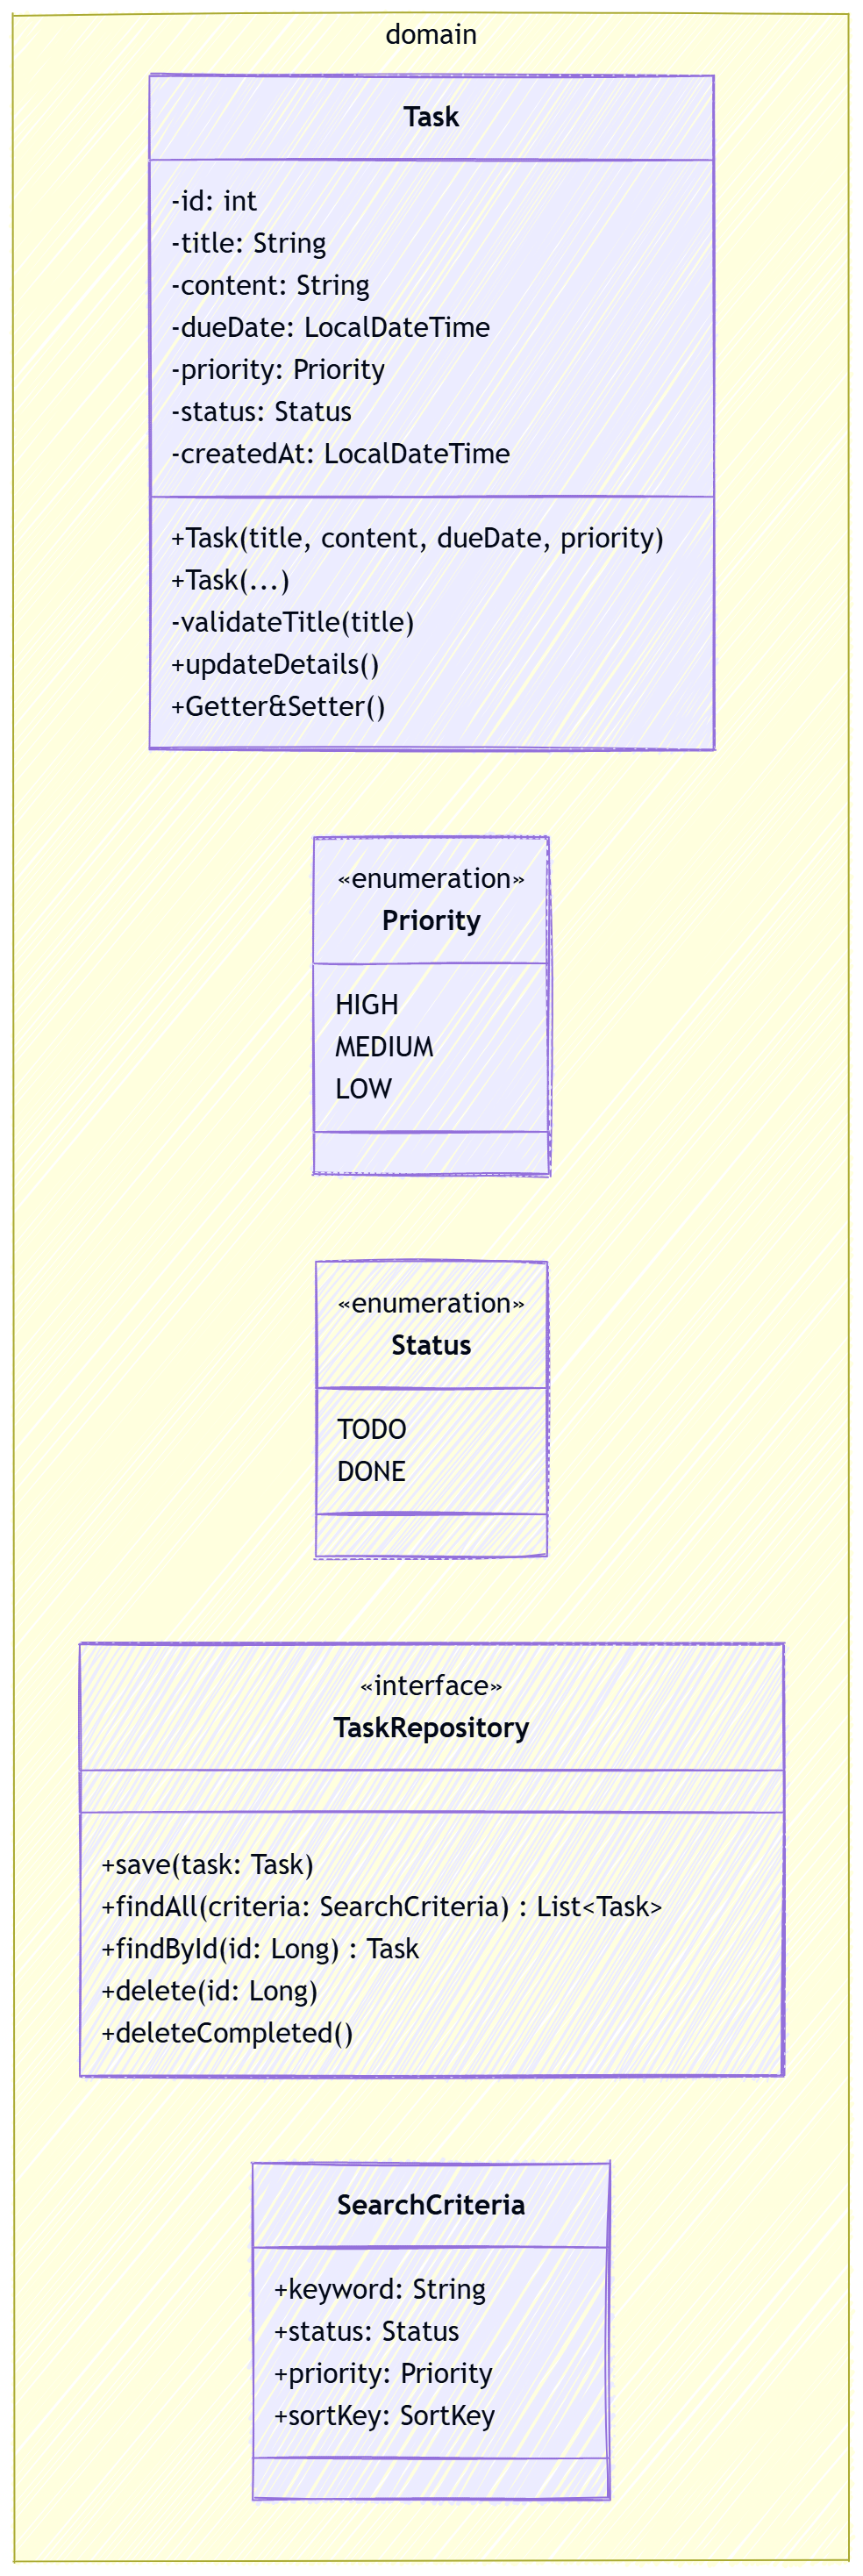 domain
Task
-id: int
-title: String
-content: String
-dueDate: LocalDateTime
-priority: Priority
-status: Status
-createdAt: LocalDateTime
+Task(title, content, dueDate, priority)
+Task(...)
-validateTitle(title)
+updateDetails()
+Getter&Setter()
«enumeration»
Priority
HIGH
MEDIUM
LOW
«enumeration»
Status
TODO
DONE
«interface»
TaskRepository
+save(task: Task)
+findAll(criteria: SearchCriteria) : List<Task>
+findById(id: Long) : Task
+delete(id: Long)
+deleteCompleted()
SearchCriteria
+keyword: String
+status: Status
+priority: Priority
+sortKey: SortKey